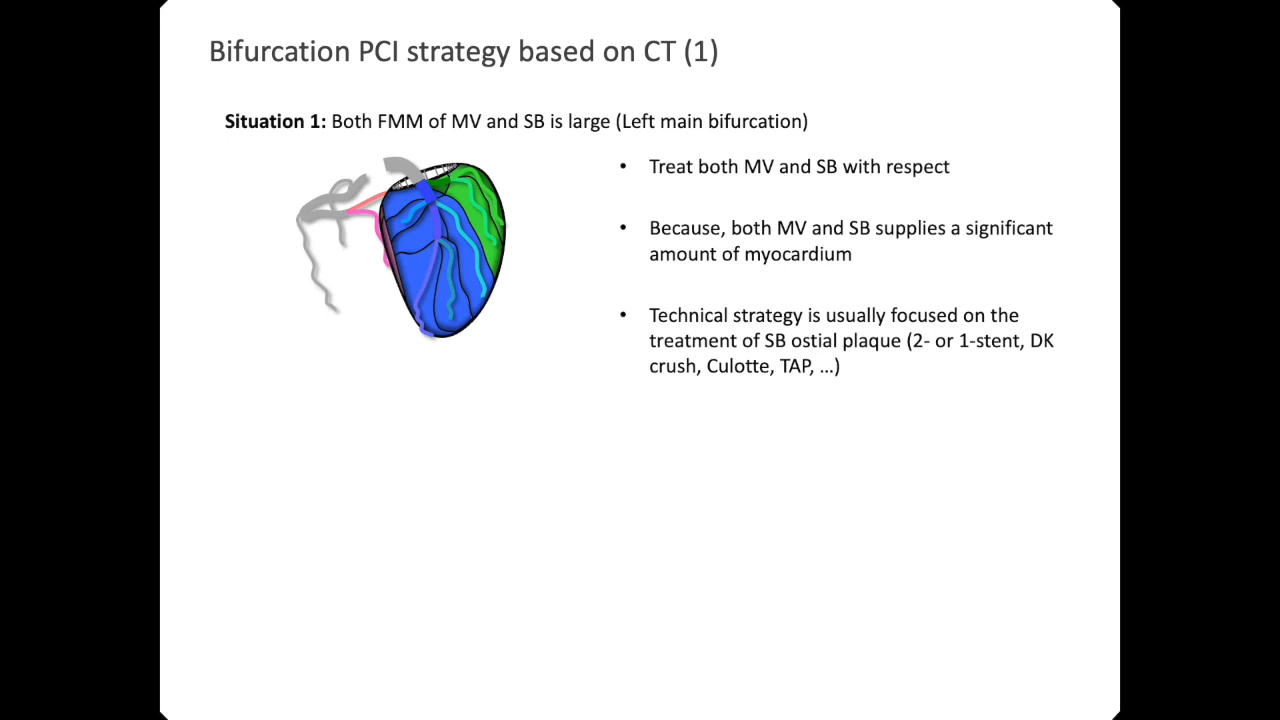 Bifurcation PCI strategy based on CT (1)
Situation 1: Both FMM of MV and SB is large (Left main bifurcation)
• Treat both MV and SB with respect
• Because, both MV and SB supplies a significant
amount of myocardium
• Technical strategy is usually focused on the
treatment of SB ostial plaque (2- or 1-stent, DK
crush, Culotte, TAP, ...)